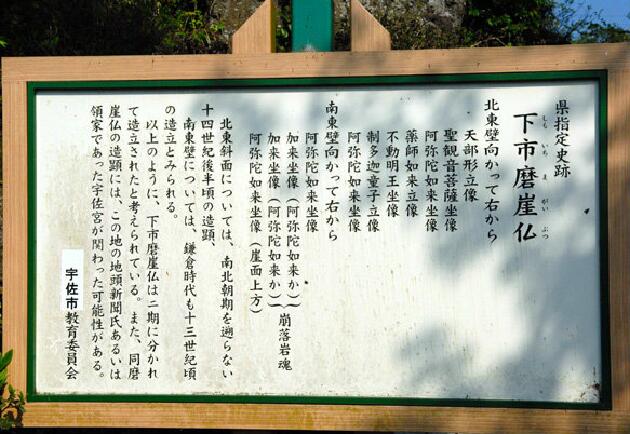 県指定史跡
下市磨崖仏
しも いち ま がい ぶつ
北東壁向かって右から
天部形立像
聖観音菩薩坐像
阿弥陀如来坐像
薬師如来立像
不動明王坐像
制多迦童子立像
阿弥陀如来坐像
南東壁向かって右から
阿弥陀如来坐像
加来坐像(阿弥陀如来か)
加来坐像(阿弥陀如来か)
崩落岩魂
阿弥陀如来坐像(崖面上方)
北東斜面については、南北朝期を遡らない
十四世紀後半頃の造顕、
南東壁については、鎌倉時代も十三世紀頃
の造立とみられる。
以上のように、下市磨崖仏は二期に分かれ
て造立されたと考えられている。また、同磨
崖仏の造顕には、この地の地頭新開氏あるいは
領家であった宇佐宮が関わった可能性がある。
宇佐市教育委員会